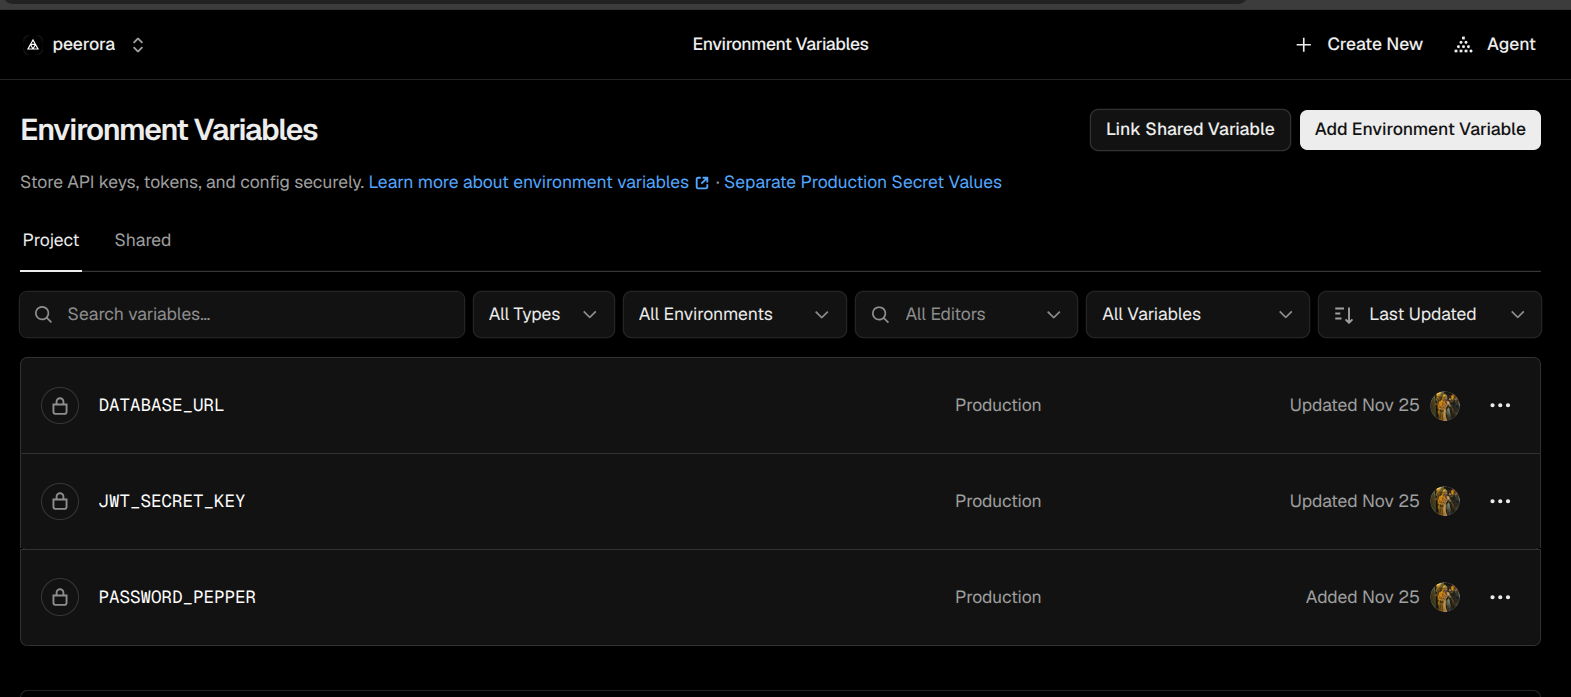 peerora
Environment Variables
Create New
Agent
Environment Variables
Link Shared Variable
Add Environment Variable
Store API keys, tokens, and config securely. Learn more about environment variables · Separate Production Secret Values
Project
Shared
Search variables...
All Types
All Environments
All Editors
All Variables
Last Updated
DATABASE_URL Production Updated Nov 25
JWT_SECRET_KEY Production Updated Nov 25
PASSWORD_PEPPER Production Added Nov 25